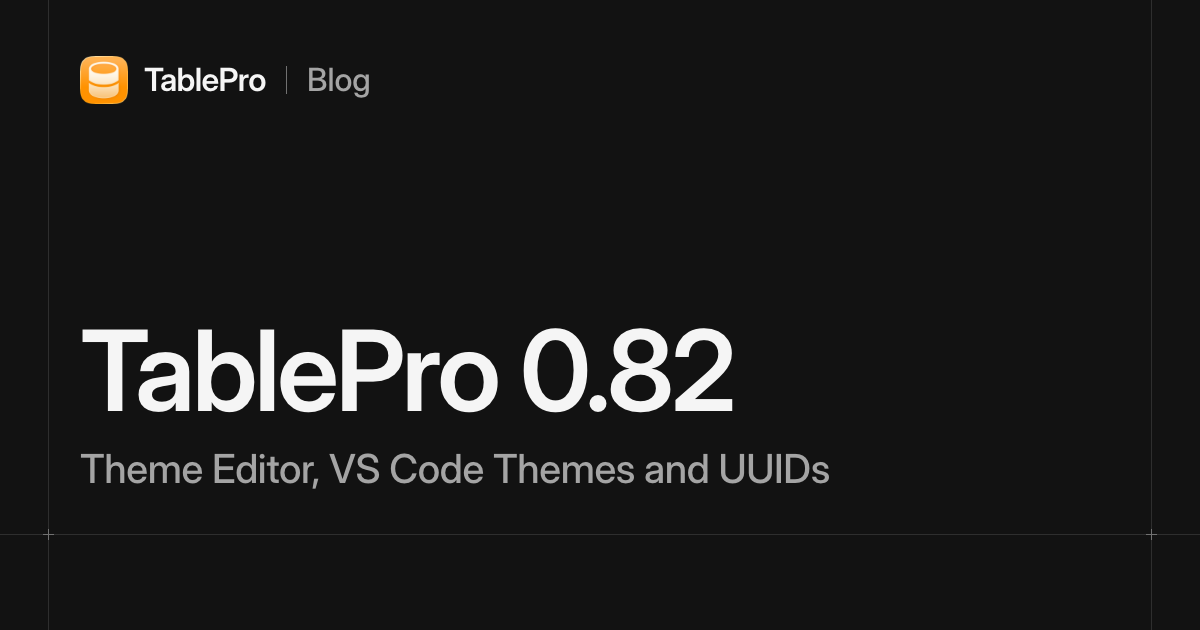 TablePro | Blog
TablePro 0.82
Theme Editor, VS Code Themes and UUIDs